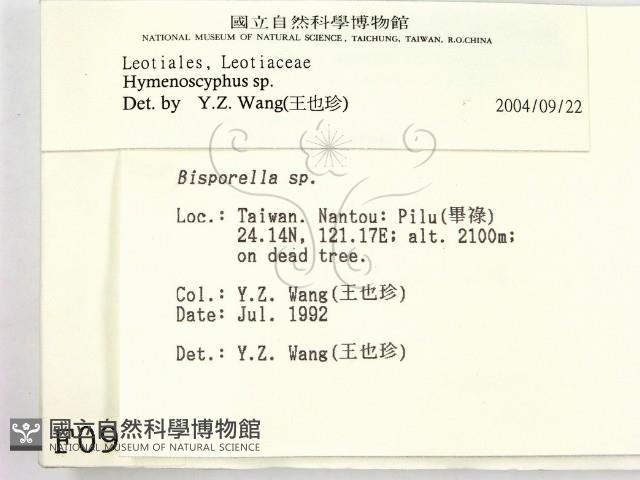 國立自然科學博物館
NATIONAL MUSEUM OF NATURAL SCIENCE, TAICHUNG, TAIWAN, R.O.CHINA
Leotiales, Leotiaceae
Hymenoscyphus sp.
Det. by Y.Z. Wang(王也珍) 2004/09/22
Bisporella sp.
Loc.: Taiwan. Nantou: Pilu(畢祿)
24.14N, 121.17E; alt. 2100m;
on dead tree.
Col.: Y.Z. Wang(王也珍)
Date: Jul. 1992
Det.: Y.Z. Wang(王也珍)
國立自然科學博物館
NATIONAL MUSEUM OF NATURAL SCIENCE
F09